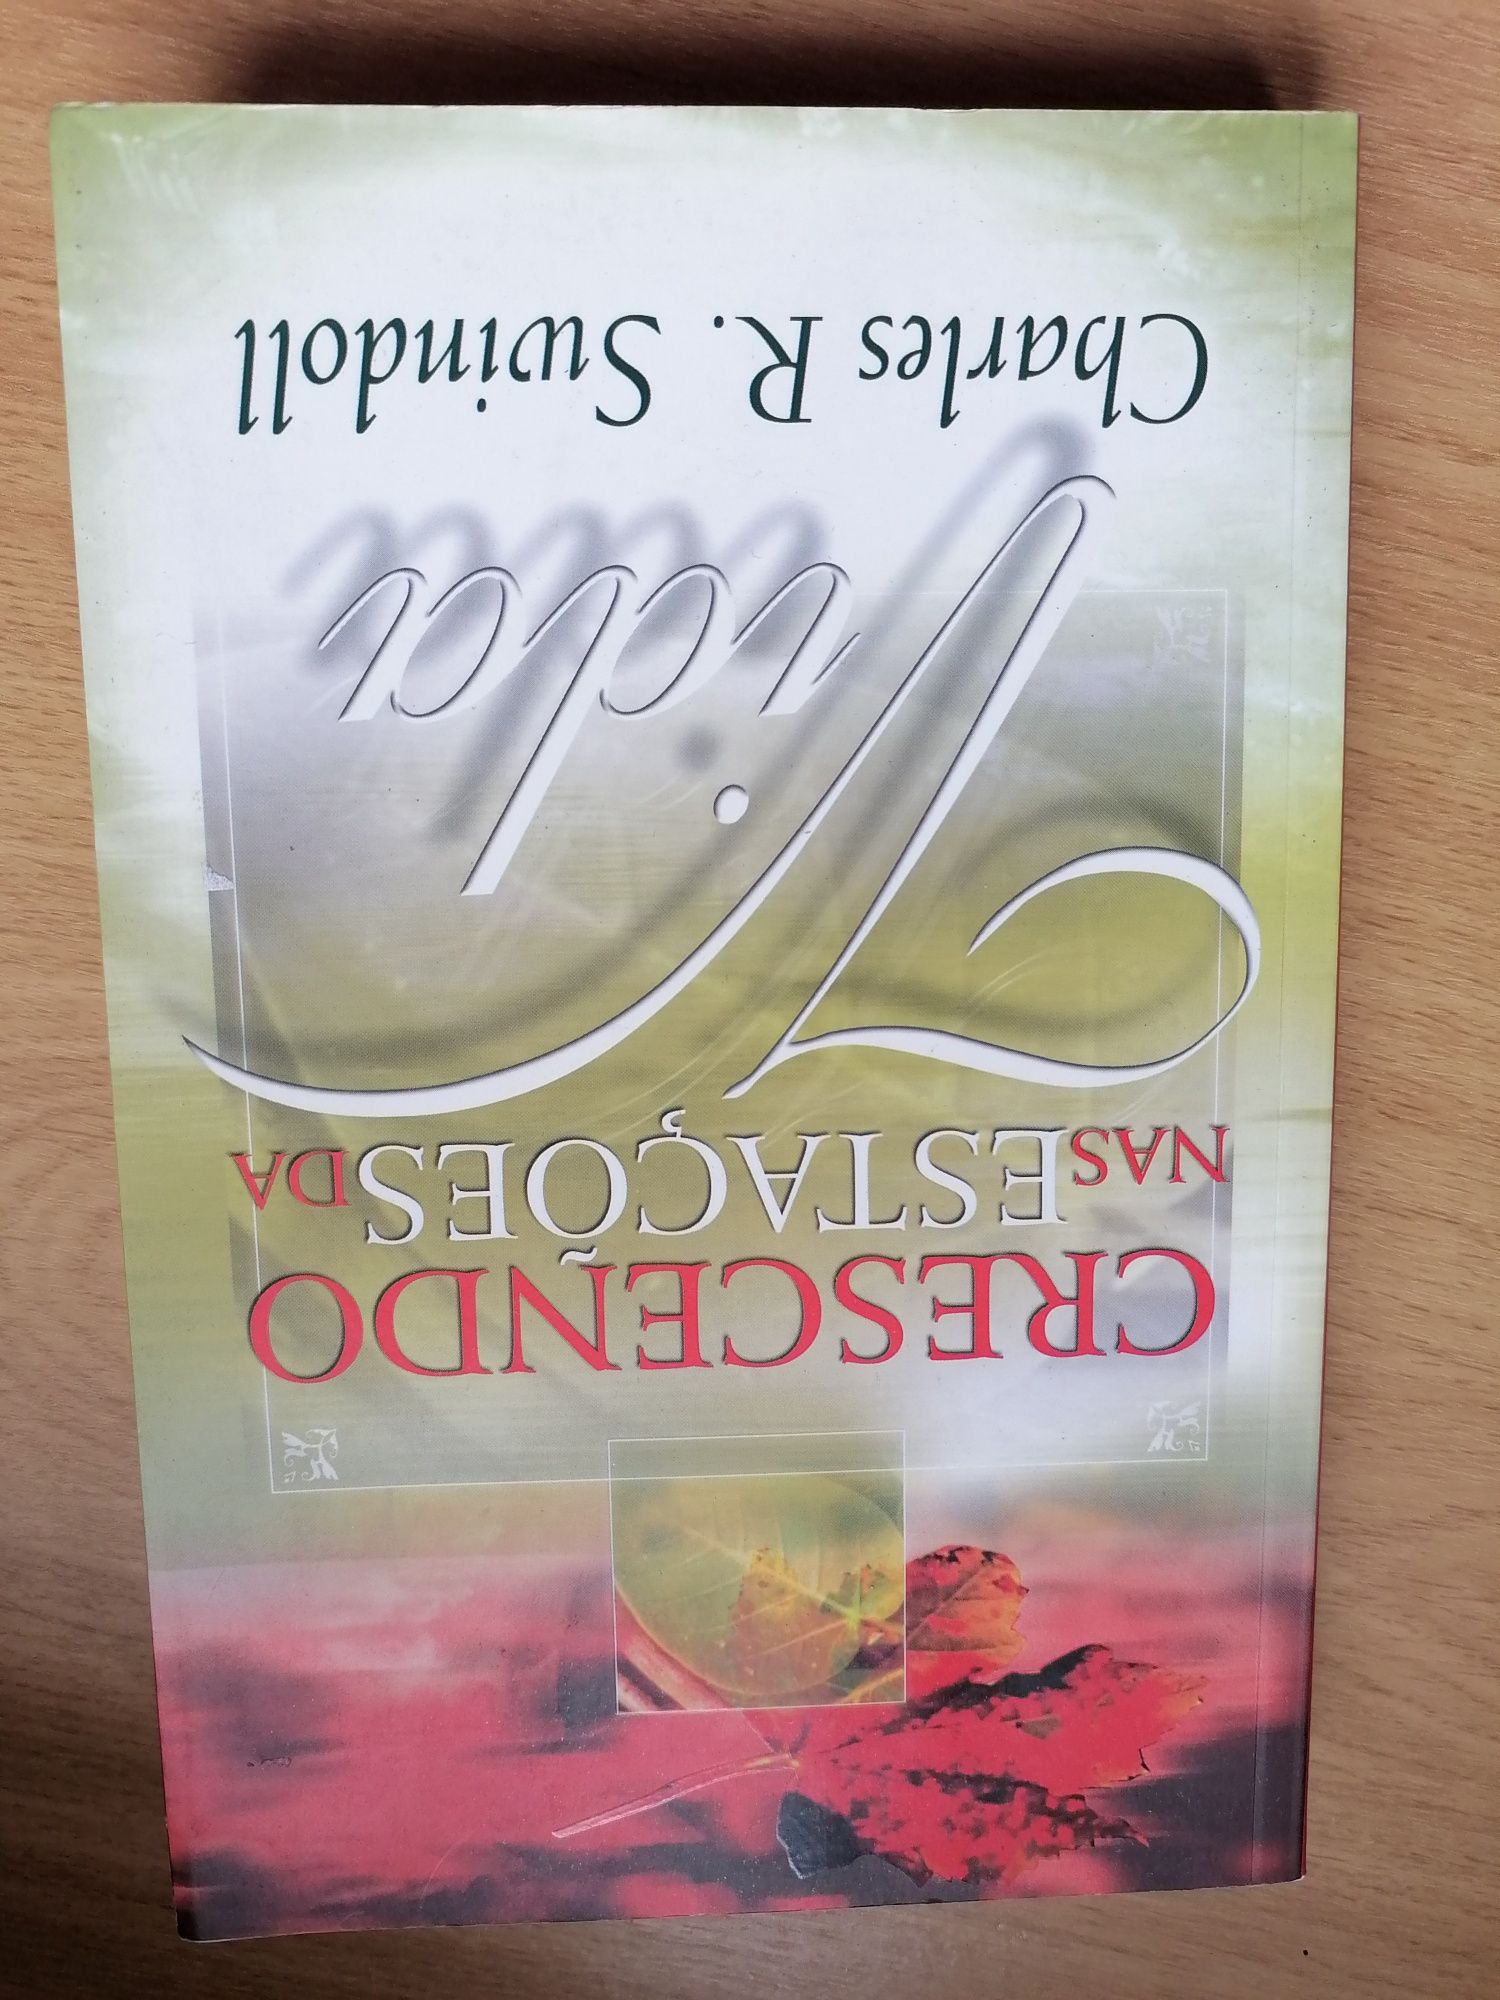 CRESCENDO
NAS ESTAÇÕES DA
Vida
Charles R. Swindoll